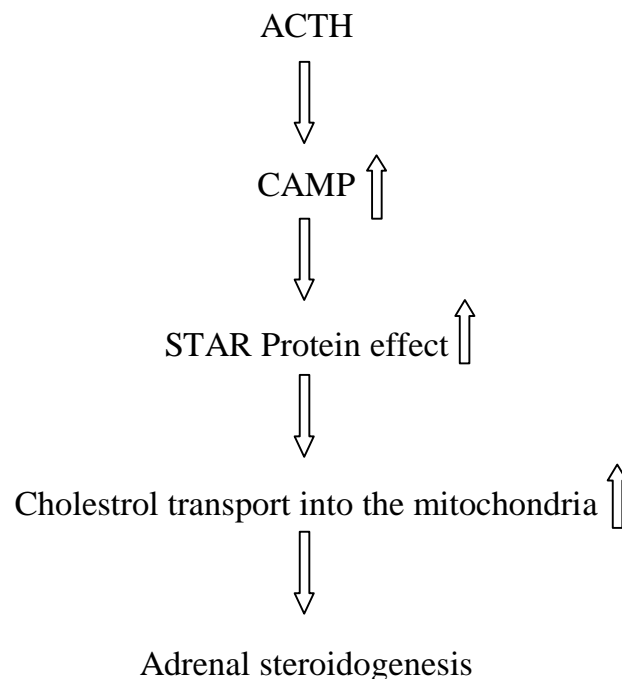 ACTH
CAMP
STAR Protein effect
Cholestrol transport into the mitochondria
Adrenal steroidogenesis